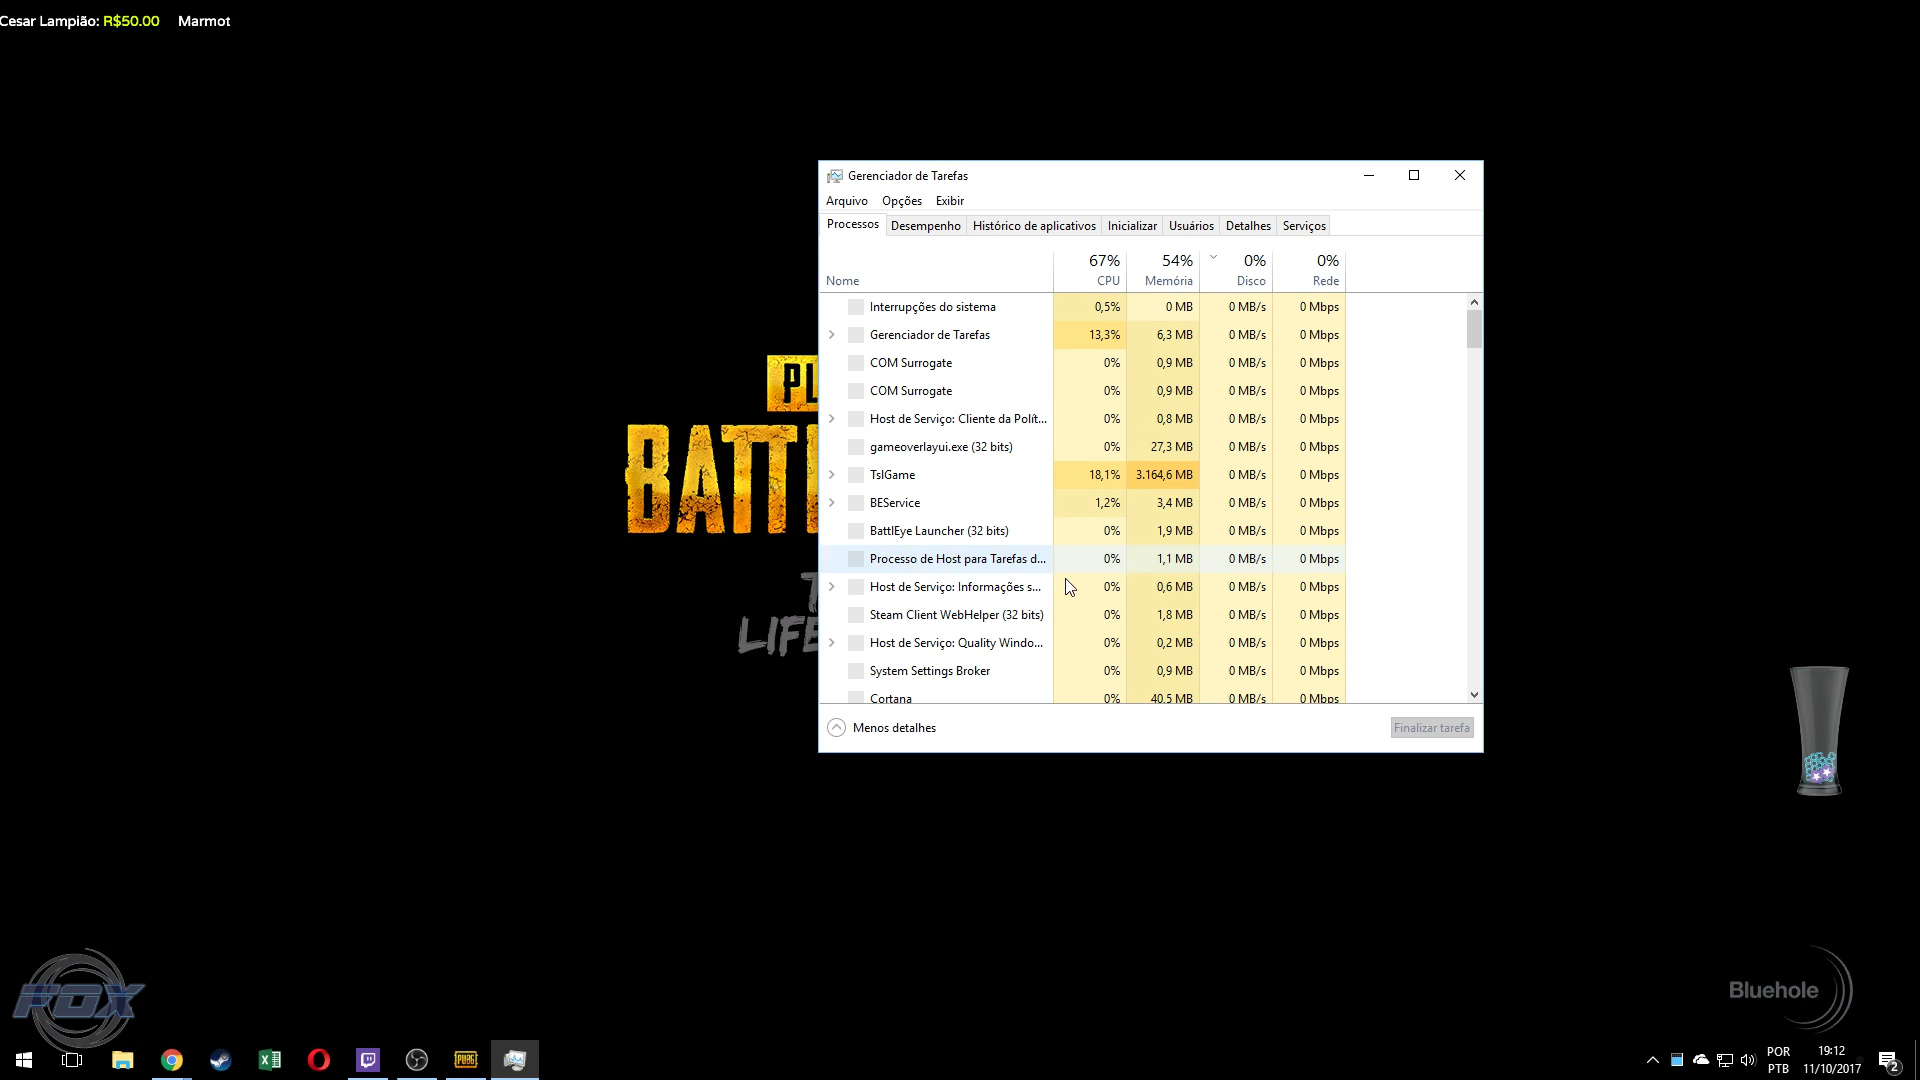 Cesar Lampião: R$50.00 Marmot
Gerenciador de Tarefas
Arquivo Opções Exibir
Processos Desempenho Histórico de aplicativos Inicializar Usuários Detalhes Serviços
67% 54% 0% 0%
Nome CPU Memória Disco Rede
Interrupções do sistema 0,5% 0 MB 0 MB/s 0 Mbps
Gerenciador de Tarefas 13,3% 6,3 MB 0 MB/s 0 Mbps
COM Surrogate 0% 0,9 MB 0 MB/s 0 Mbps
COM Surrogate 0% 0,9 MB 0 MB/s 0 Mbps
Host de Serviço: Cliente da Polít... 0% 0,8 MB 0 MB/s 0 Mbps
gameoverlayui.exe (32 bits) 0% 27,3 MB 0 MB/s 0 Mbps
TslGame 18,1% 3.164,6 MB 0 MB/s 0 Mbps
BEService 1,2% 3,4 MB 0 MB/s 0 Mbps
BattlEye Launcher (32 bits) 0% 1,9 MB 0 MB/s 0 Mbps
Processo de Host para Tarefas d... 0% 1,1 MB 0 MB/s 0 Mbps
Host de Serviço: Informações s... 0% 0,6 MB 0 MB/s 0 Mbps
Steam Client WebHelper (32 bits) 0% 1,8 MB 0 MB/s 0 Mbps
Host de Serviço: Quality Windo... 0% 0,2 MB 0 MB/s 0 Mbps
System Settings Broker 0% 0,9 MB 0 MB/s 0 Mbps
Cortana 0% 40,5 MB 0 MB/s 0 Mbps
Menos detalhes Finalizar tarefa
PL
BATTL
T
LIFE
FOX
Bluehole
PUBG
POR
PTB
19:12
11/10/2017
2